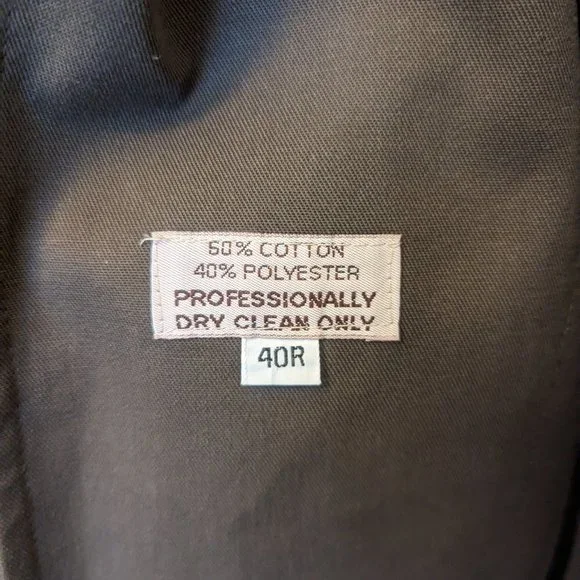 60% COTTON
40% POLYESTER
PROFESSIONALLY
DRY CLEAN ONLY
40R